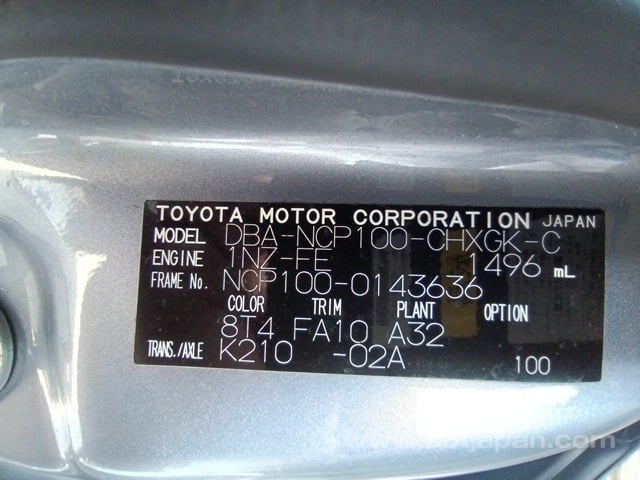 TOYOTA MOTOR CORPORATION JAPAN
MODEL DBA-NCP100-CHXGK-C
ENGINE 1NZ-FE 1496 mL
FRAME No. NCP100-0143636
COLOR TRIM PLANT OPTION
8T4 FA10 A32
TRANS./AXLE K210 -02A 100